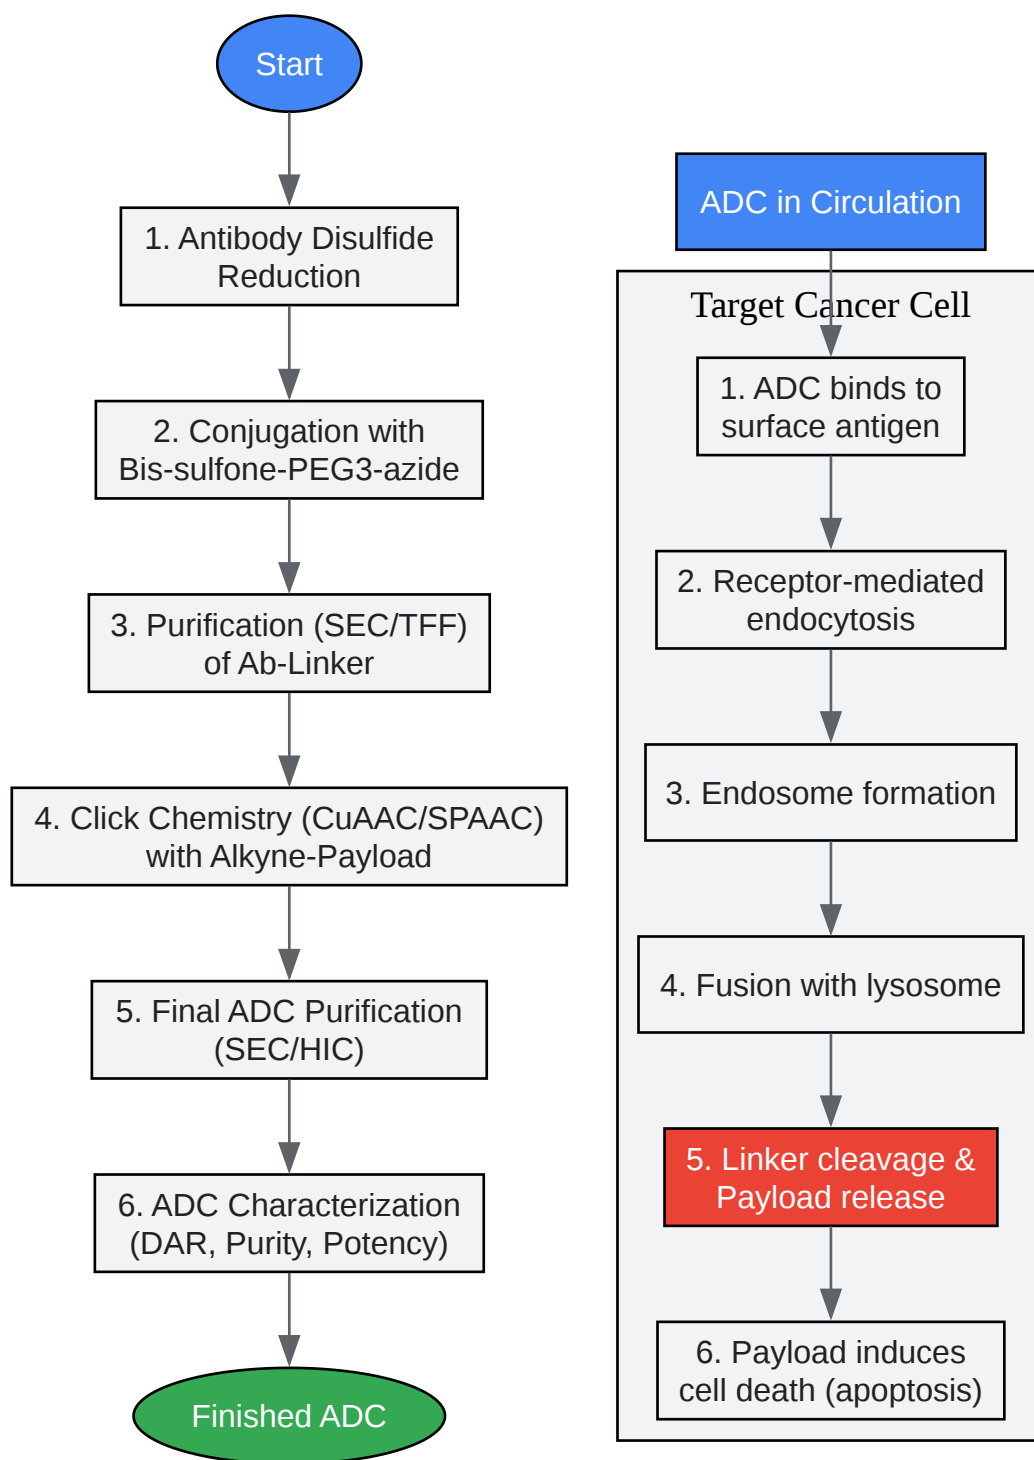 Start
1. Antibody Disulfide
Reduction
2. Conjugation with
Bis-sulfone-PEG3-azide
3. Purification (SEC/TFF)
of Ab-Linker
4. Click Chemistry (CuAAC/SPAAC)
with Alkyne-Payload
5. Final ADC Purification
(SEC/HIC)
6. ADC Characterization
(DAR, Purity, Potency)
Finished ADC
ADC in Circulation
Target Cancer Cell
1. ADC binds to
surface antigen
2. Receptor-mediated
endocytosis
3. Endosome formation
4. Fusion with lysosome
5. Linker cleavage &
Payload release
6. Payload induces
cell death (apoptosis)